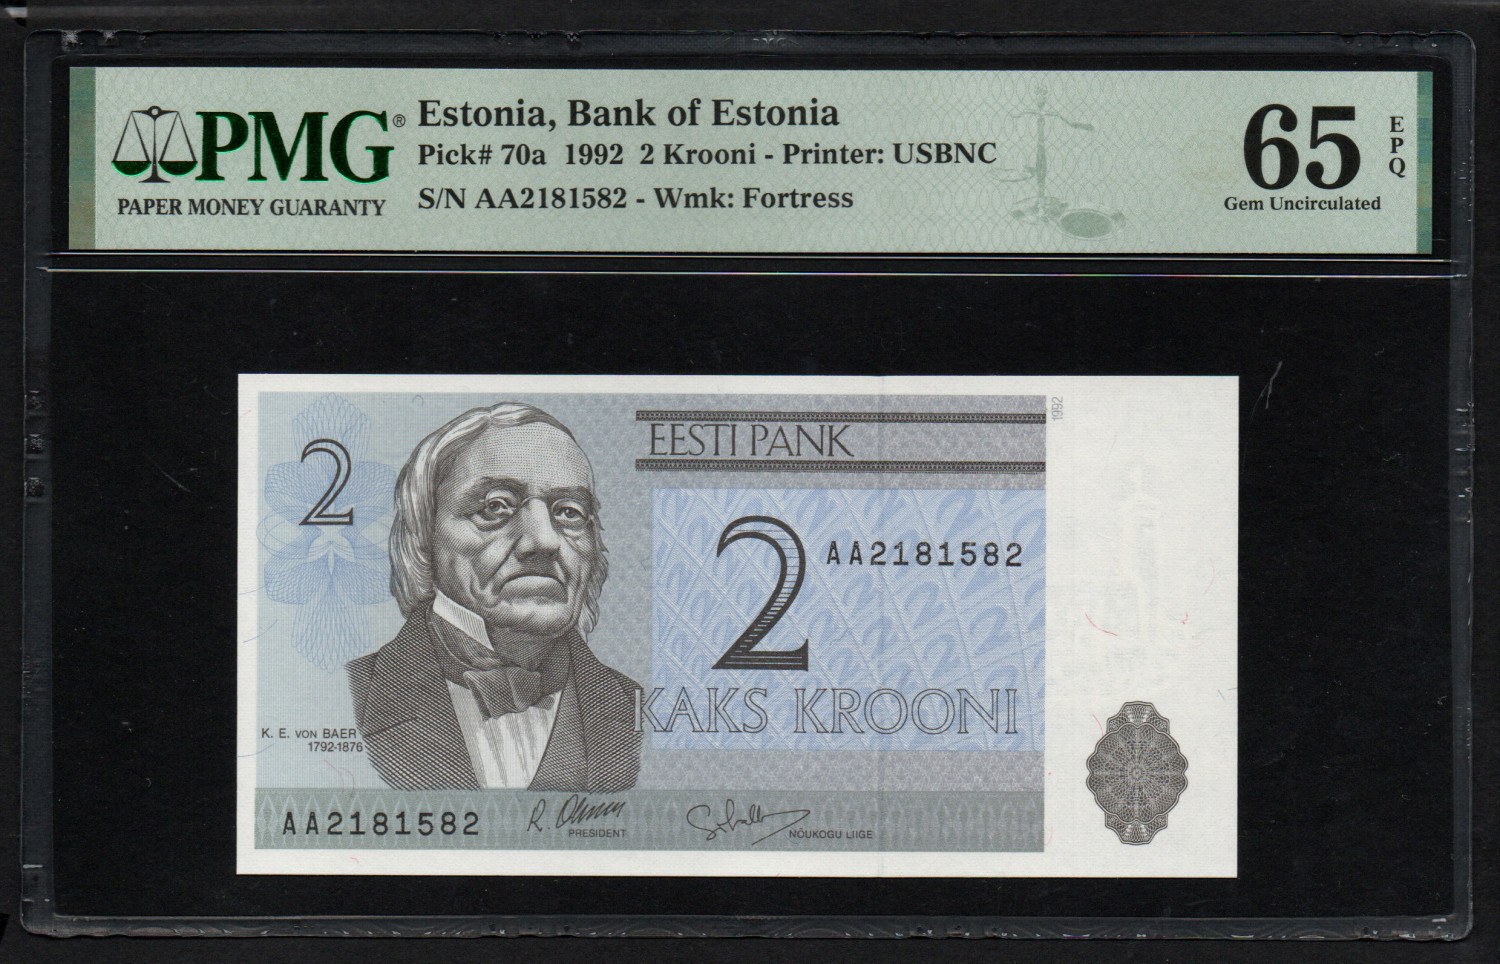 PMG®
PAPER MONEY GUARANTY
Estonia, Bank of Estonia
Pick# 70a 1992 2 Krooni - Printer: USBNC
S/N AA2181582 - Wmk: Fortress
65 EPQ
Gem Uncirculated
2
EESTI PANK
1992
2
AA2181582
KAKS KROONI
K. E. VON BAER
1792-1876
AA2181582
PRESIDENT
NÕUKOGU LIIGE